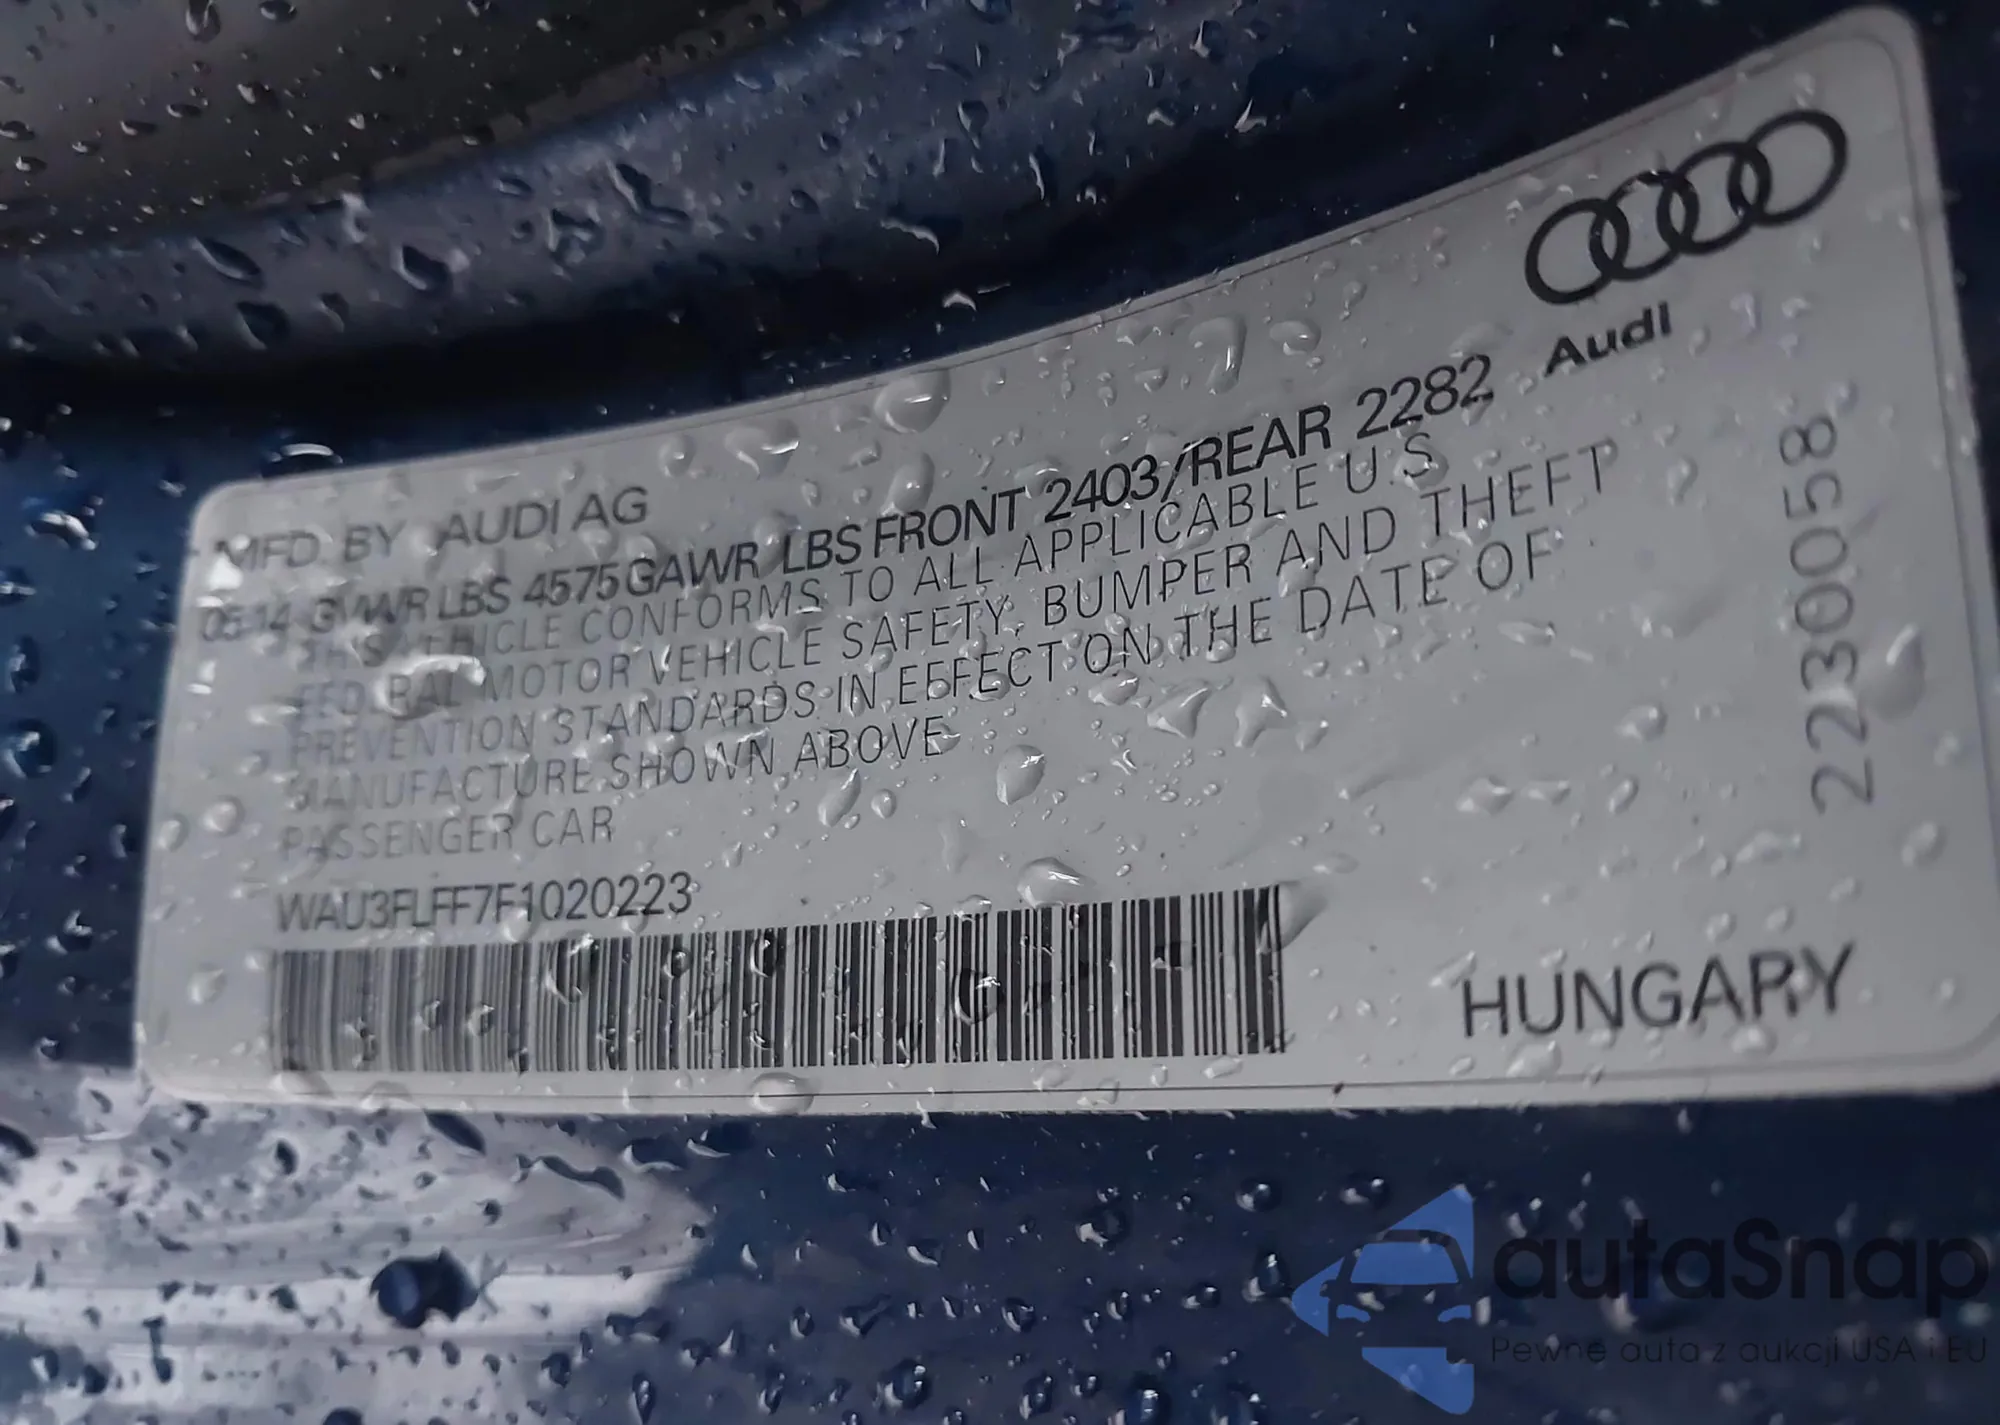 Audi
MFD. BY AUDI AG
05-14 GVWR LBS 4575 GAWR LBS FRONT 2403/REAR 2282
THIS VEHICLE CONFORMS TO ALL APPLICABLE U.S
FEDERAL MOTOR VEHICLE SAFETY, BUMPER AND THEFT
PREVENTION STANDARDS IN EFFECT ON THE DATE OF
MANUFACTURE SHOWN ABOVE
PASSENGER CAR
WAU3FLFF7F1020223
HUNGARY
2230058
autaSnap
Pewne auta z aukcji USA i EU